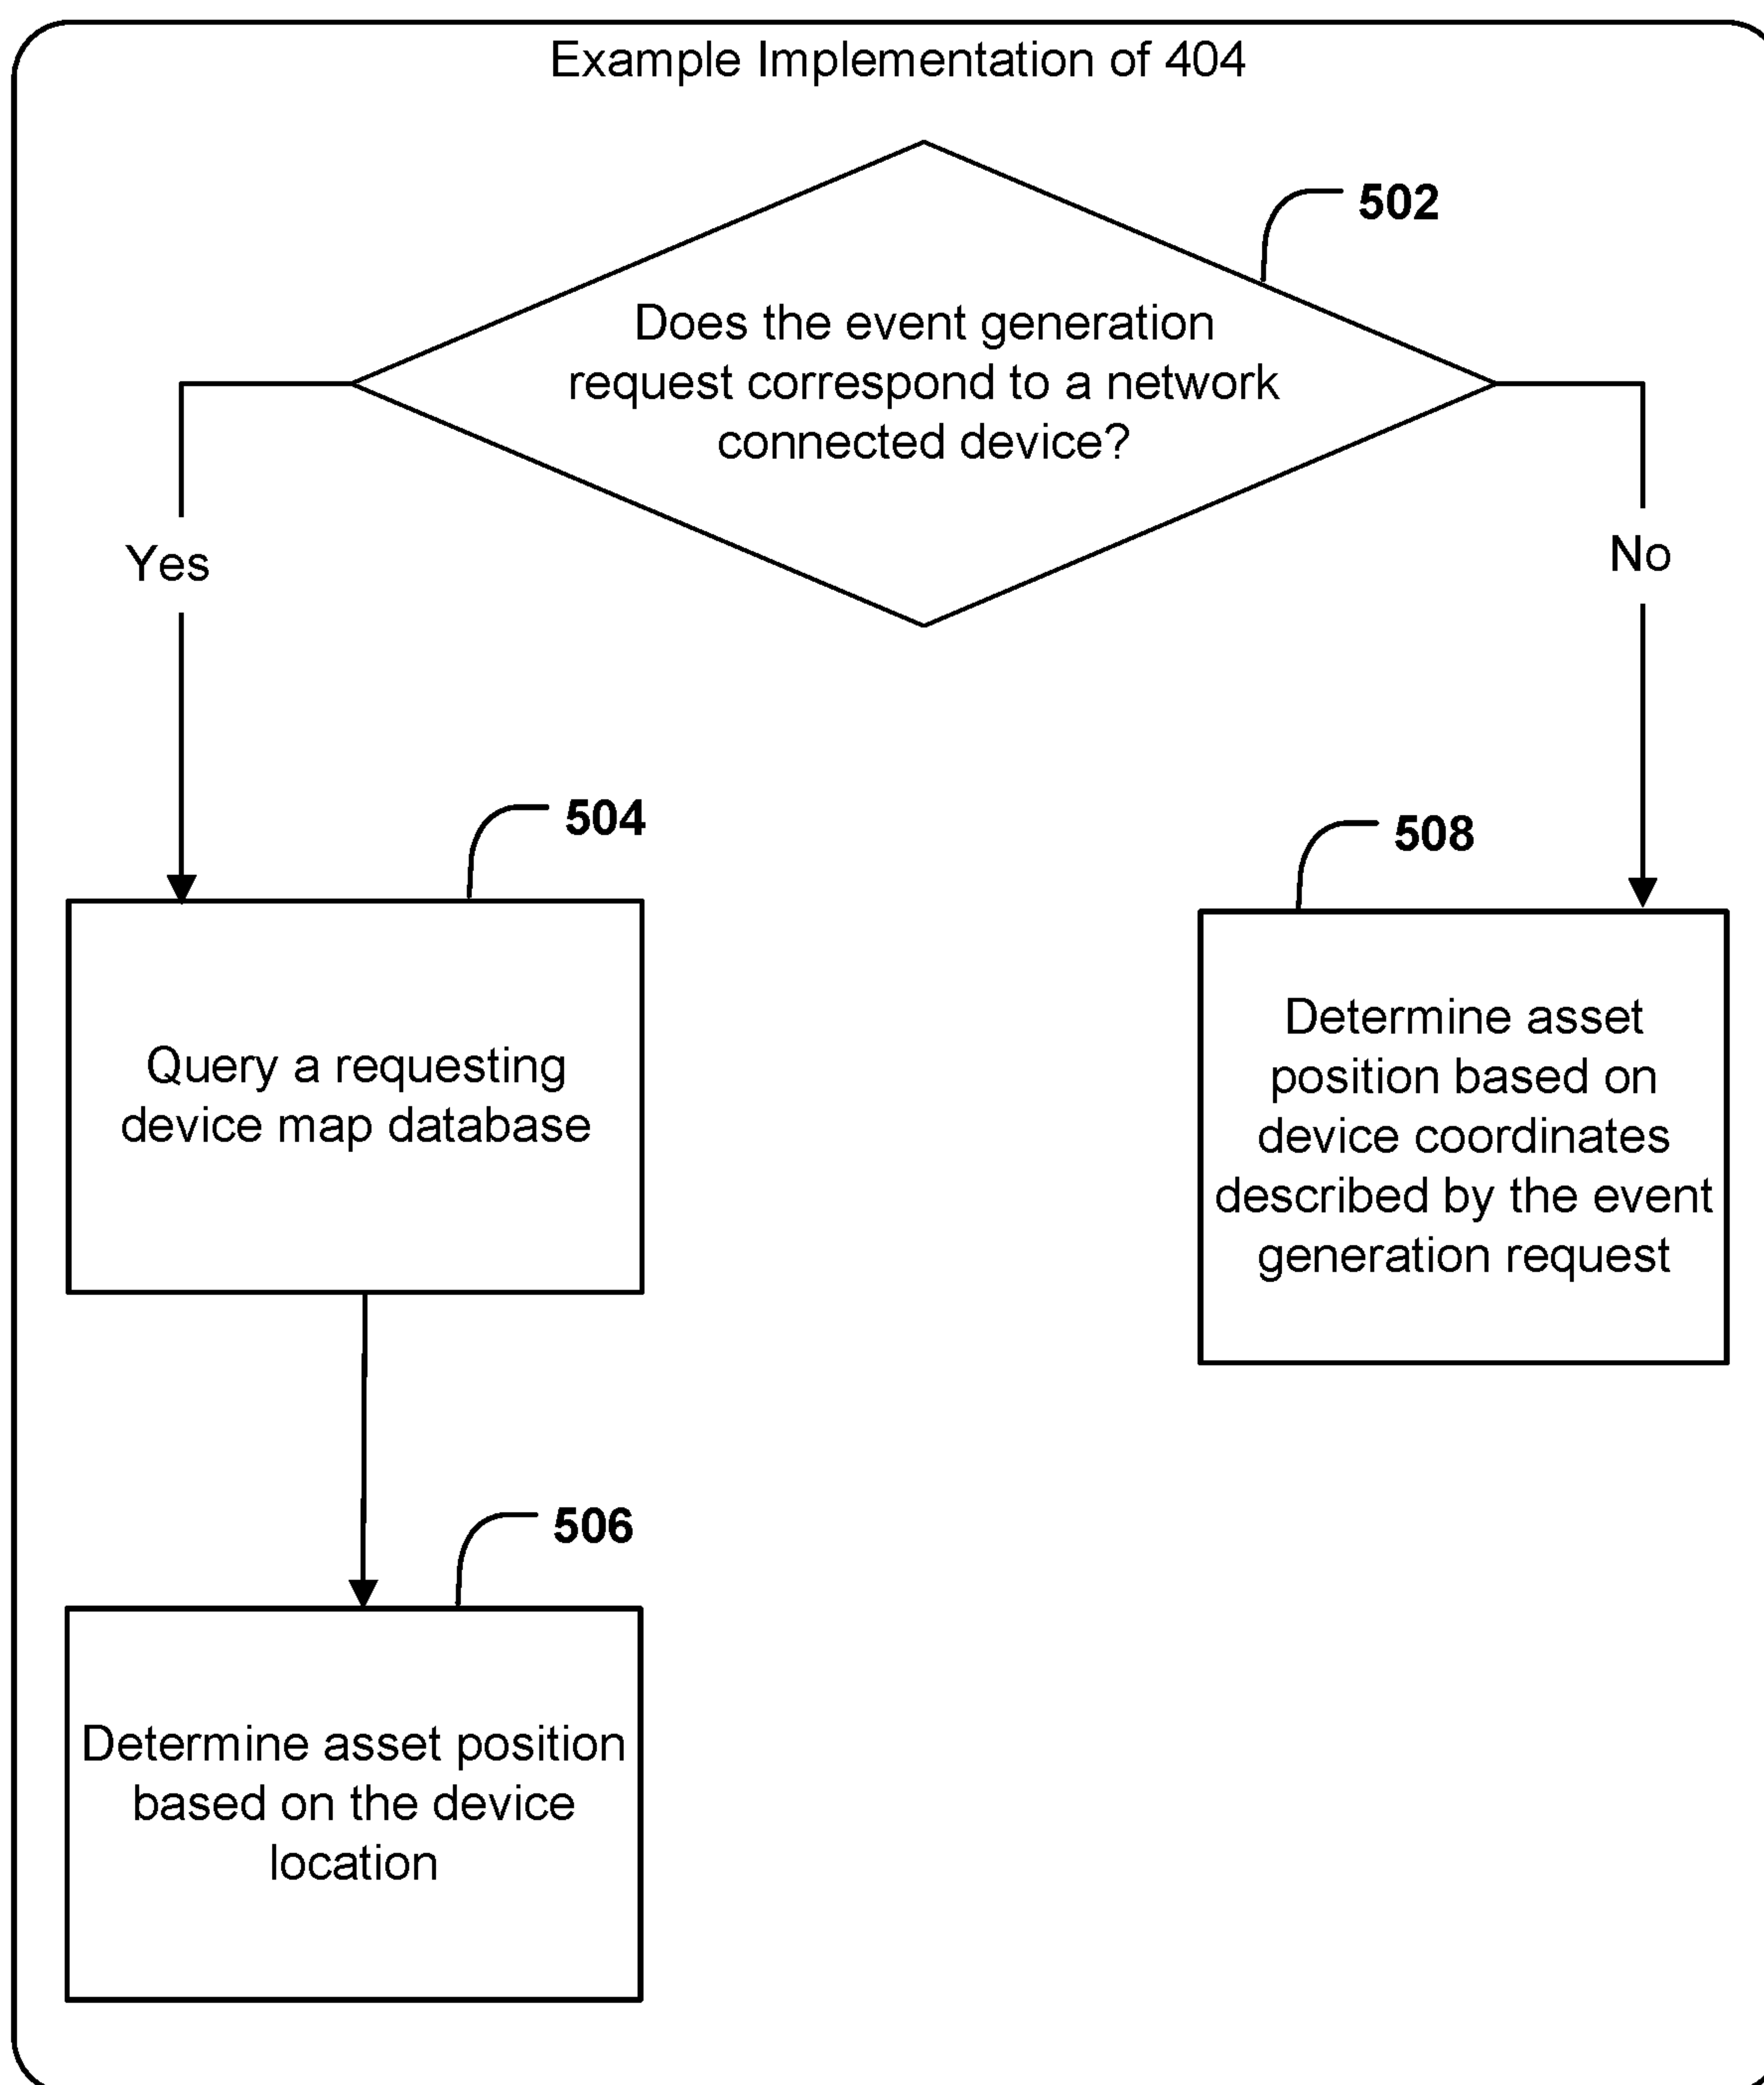 Example Implementation of 404
502
Does the event generation
request correspond to a network
connected device?
Yes
No
504
508
Query a requesting
device map database
Determine asset
position based on
device coordinates
described by the event
generation request
506
Determine asset position
based on the device
location